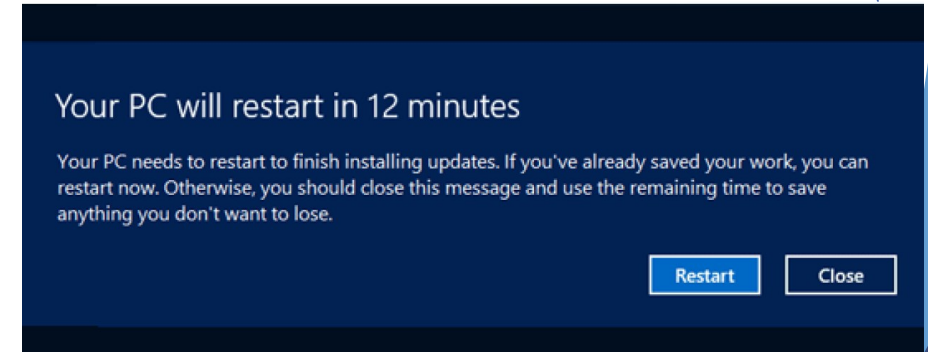 Your PC will restart in 12 minutes
Your PC needs to restart to finish installing updates. If you've already saved your work, you can
restart now. Otherwise, you should close this message and use the remaining time to save
anything you don't want to lose.
Restart
Close